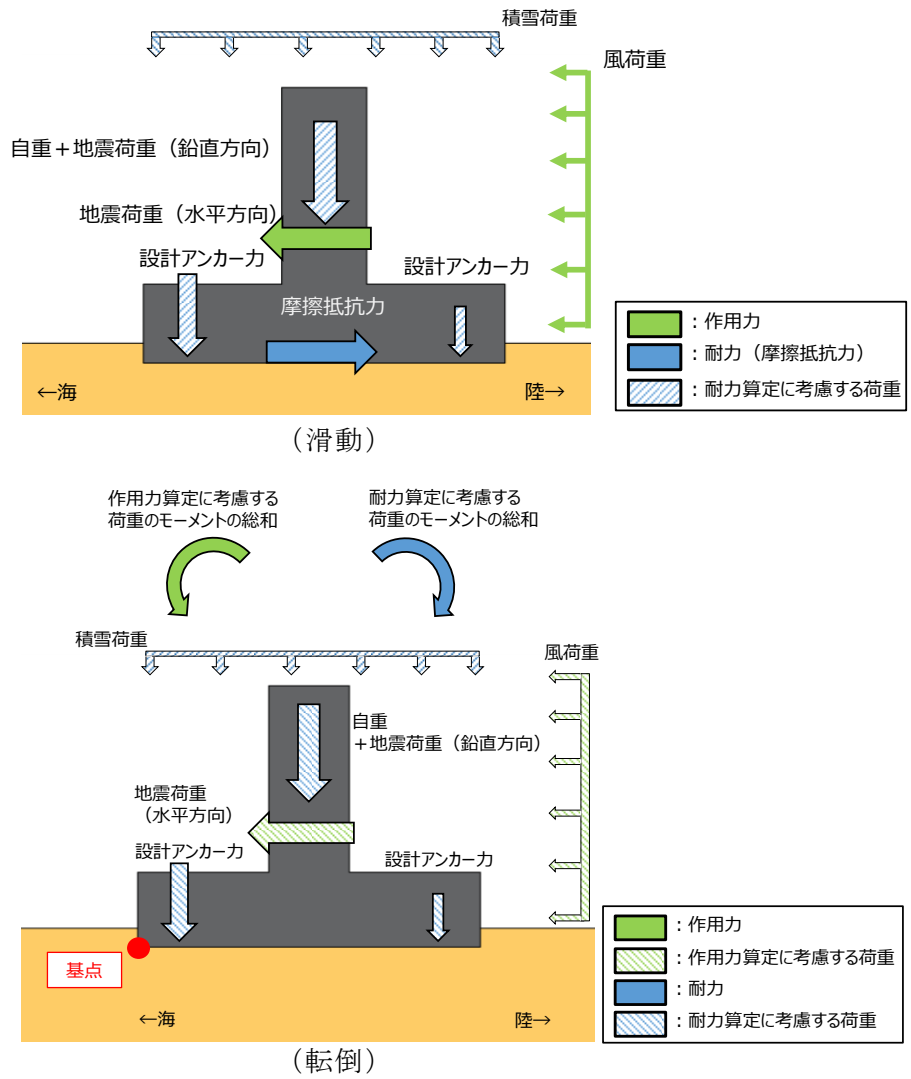 積雪荷重
風荷重
自重＋地震荷重（鉛直方向）
地震荷重（水平方向）
設計アンカー力
設計アンカー力
摩擦抵抗力
：作用力
：耐力（摩擦抵抗力）
：耐力算定に考慮する荷重
←海
陸→
（滑動）
作用力算定に考慮する
荷重のモーメントの総和
耐力算定に考慮する
荷重のモーメントの総和
積雪荷重
風荷重
自重
＋地震荷重（鉛直方向）
地震荷重
（水平方向）
設計アンカー力
設計アンカー力
基点
：作用力
：作用力算定に考慮する荷重
：耐力
：耐力算定に考慮する荷重
←海
陸→
（転倒）